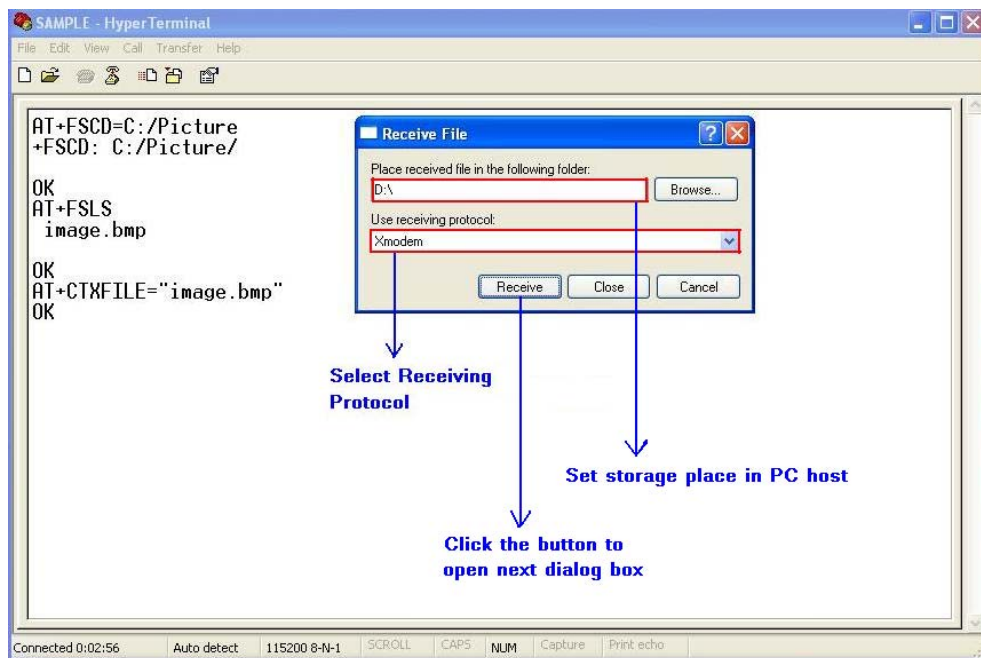 SAMPLE - HyperTerminal
File Edit View Call Transfer Help
AT+FSCD=C:/Picture
+FSCD: C:/Picture/
OK
AT+FSLS
image.bmp
OK
AT+CTXFILE="image.bmp"
OK
Receive File
Place received file in the following folder:
D:\
Browse...
Use receiving protocol:
Xmodem
Receive
Close
Cancel
Select Receiving
Protocol
Set storage place in PC host
Click the button to
open next dialog box
Connected 0:02:56 Auto detect 115200 8-N-1 SCROLL CAPS NUM Capture Print echo